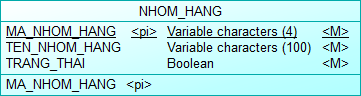 NHOM_HANG
MA_NHOM_HANG <pi> Variable characters (4) <M>
TEN_NHOM_HANG Variable characters (100) <M>
TRANG_THAI Boolean <M>
MA_NHOM_HANG <pi>